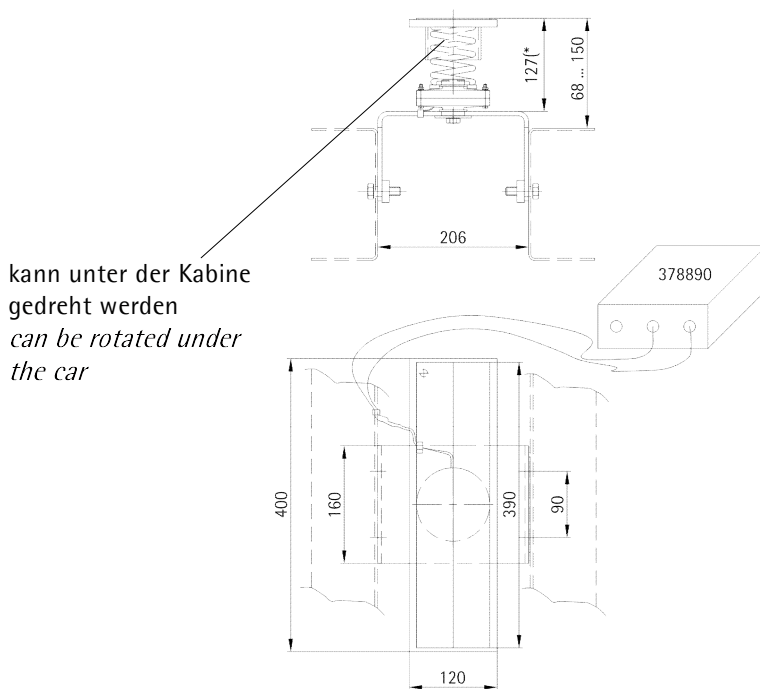 127(*
68 ... 150
206
kann unter der Kabine
gedreht werden
can be rotated under
the car
378890
400
160
390
90
120